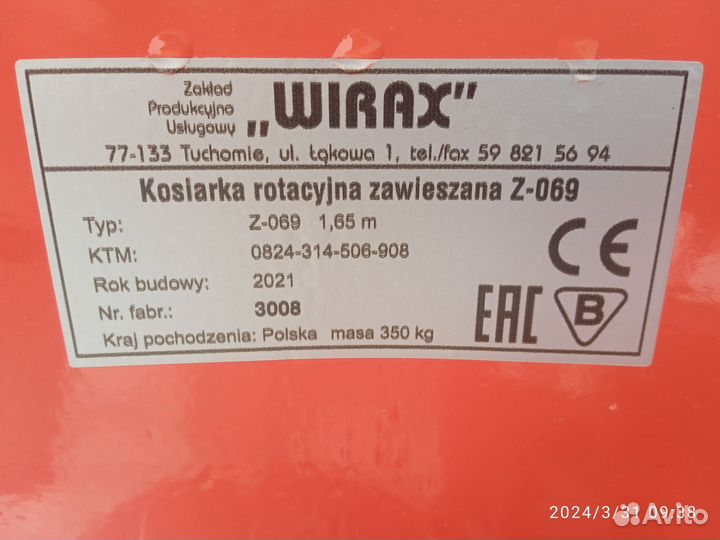 Zakład
Produkcyjno
Usługowy
„WIRAX”
77-133 Tuchomie, ul. Łąkowa 1, tel./fax 59 821 56 94
Kosiarka rotacyjna zawieszana Z-069
Typ: Z-069 1,65 m
KTM: 0824-314-506-908
Rok budowy: 2021
Nr. fabr.: 3008
Kraj pochodzenia: Polska masa 350 kg
CE
EAC B
2024/3/31 09:38
Avito